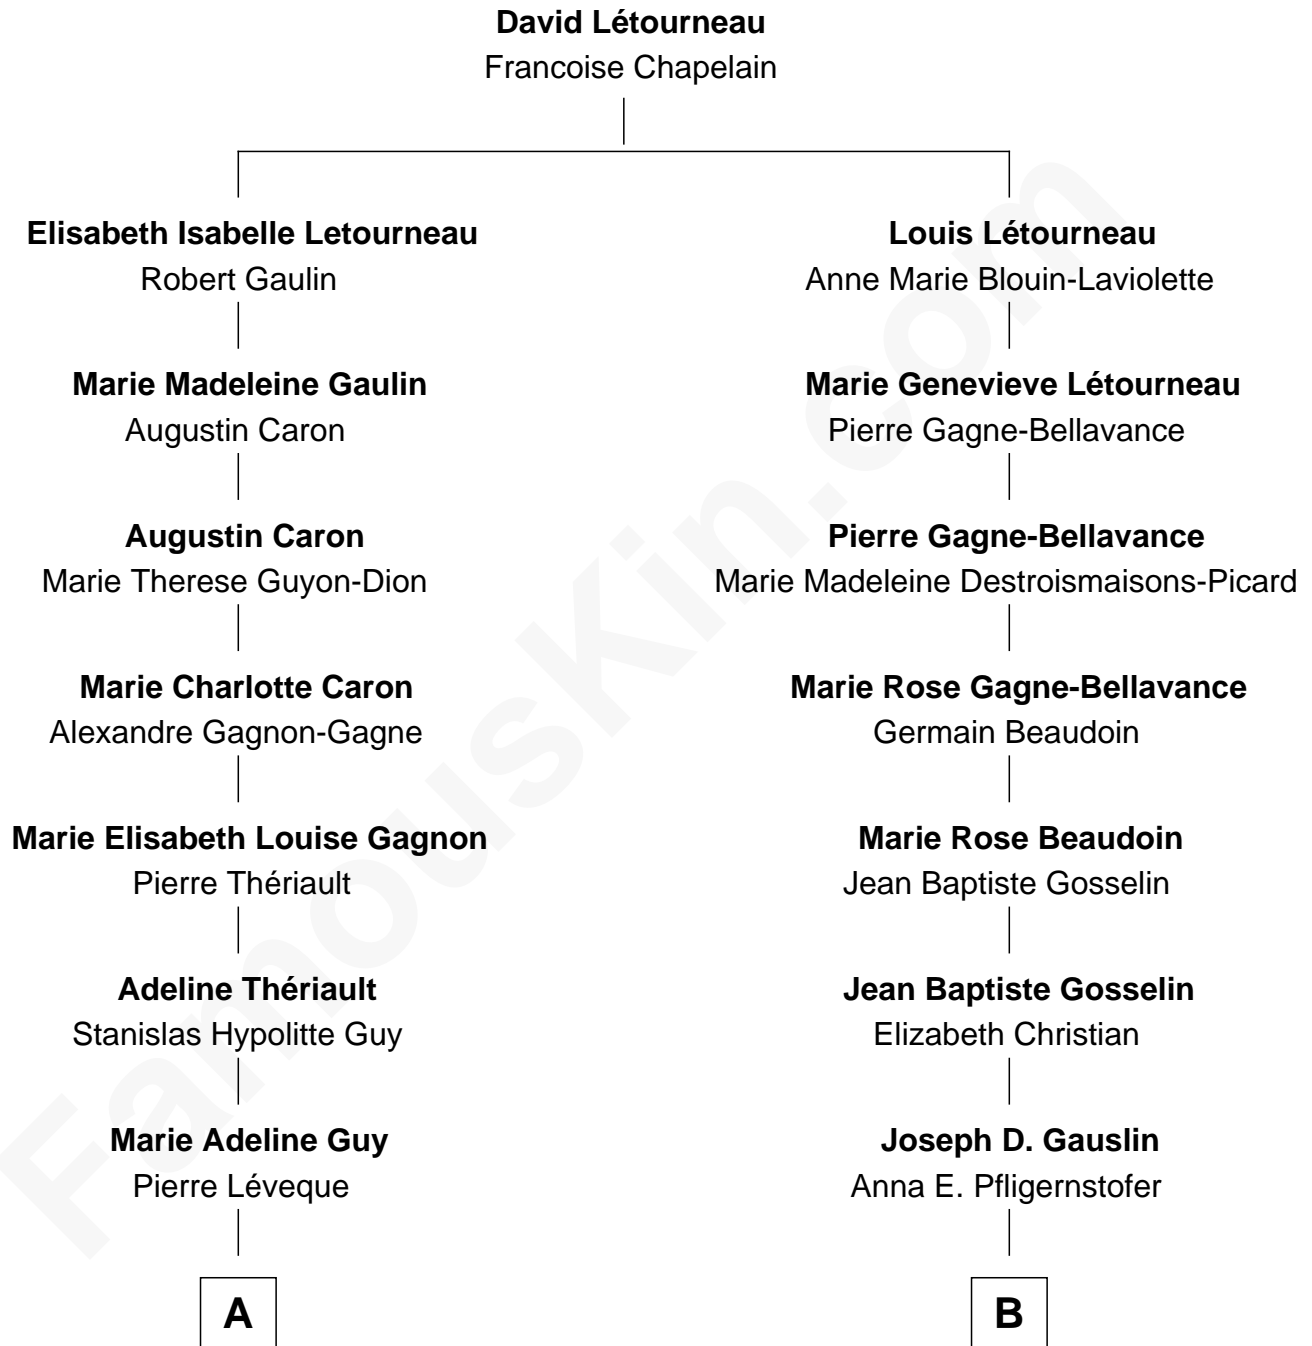 David Létourneau
Francoise Chapelain
Elisabeth Isabelle Letourneau
Robert Gaulin
Marie Madeleine Gaulin
Augustin Caron
Augustin Caron
Marie Therese Guyon-Dion
Marie Charlotte Caron
Alexandre Gagnon-Gagne
Marie Elisabeth Louise Gagnon
Pierre Thériault
Adeline Thériault
Stanislas Hypolitte Guy
Marie Adeline Guy
Pierre Léveque
A
Louis Létourneau
Anne Marie Blouin-Laviolette
Marie Genevieve Létourneau
Pierre Gagne-Bellavance
Pierre Gagne-Bellavance
Marie Madeleine Destroismaisons-Picard
Marie Rose Gagne-Bellavance
Germain Beaudoin
Marie Rose Beaudoin
Jean Baptiste Gosselin
Jean Baptiste Gosselin
Elizabeth Christian
Joseph D. Gauslin
Anna E. Pfligernstofer
B
FamousKin.com